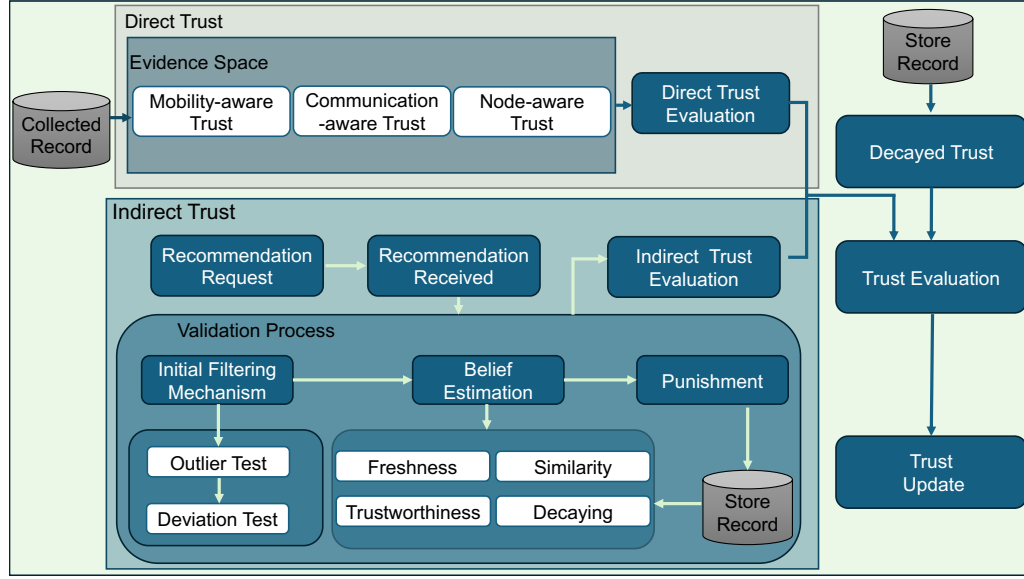 Direct Trust
Evidence Space
Collected
Record
Mobility-aware
Trust
Communication
-aware Trust
Node-aware
Trust
Direct Trust
Evaluation
Store
Record
Decayed Trust
Indirect Trust
Recommendation
Request
Recommendation
Received
Indirect Trust
Evaluation
Trust Evaluation
Validation Process
Initial Filtering
Mechanism
Belief
Estimation
Punishment
Outlier Test
Deviation Test
Freshness
Similarity
Trustworthiness
Decaying
Store
Record
Trust
Update